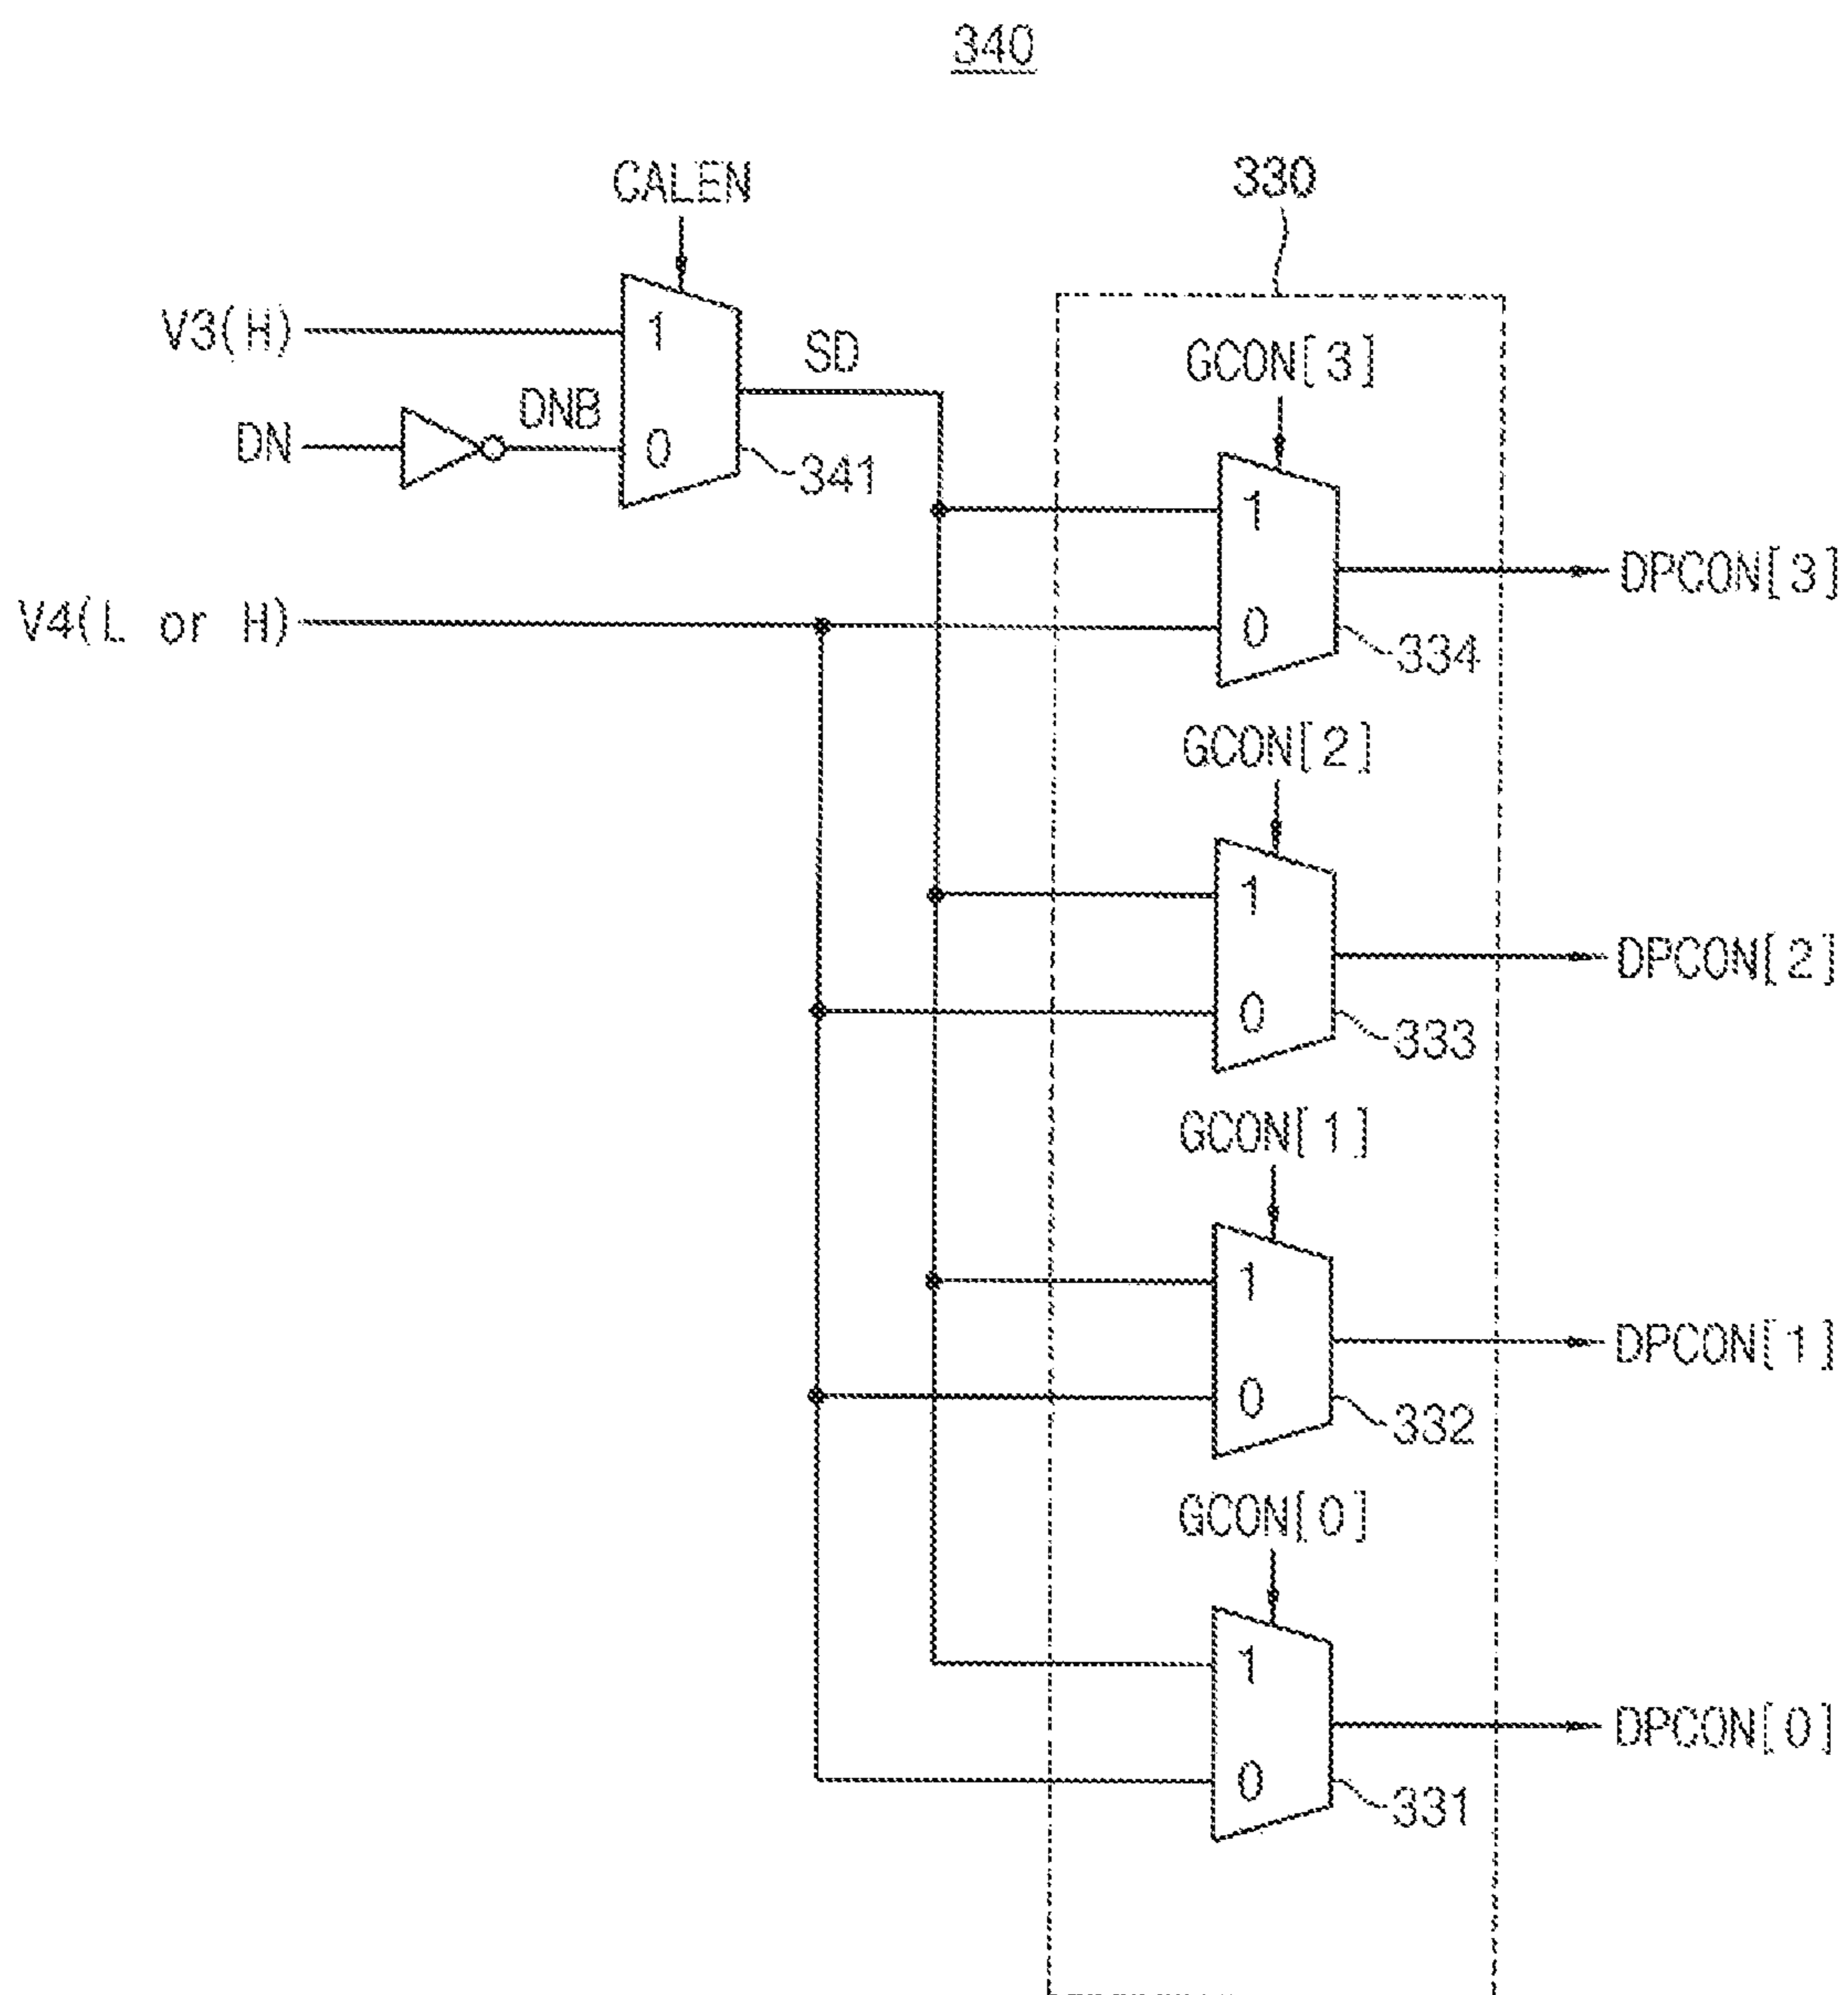 340
CALEN
330
V3(H)
1
SD
GCON[3]
DN
DNB
0
341
1
DPCON[3]
V4(L or H)
0
334
GCON[2]
1
DPCON[2]
0
333
GCON[1]
1
DPCON[1]
0
332
GCON[0]
1
DPCON[0]
0
331